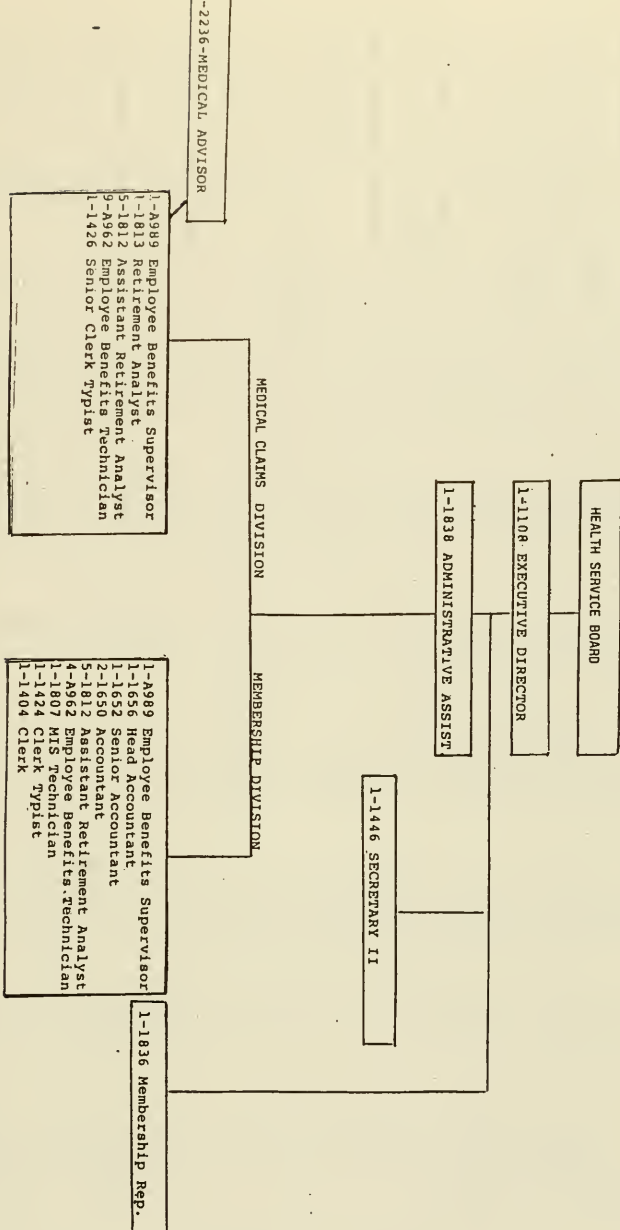 HEALTH SERVICE BOARD
1-1108 EXECUTIVE DIRECTOR
1-1838 ADMINISTRATIVE ASSIST
1-1446 SECRETARY II
MEDICAL CLAIMS DIVISION
MEMBERSHIP DIVISION
-2236-MEDICAL ADVISOR
1-A989 Employee Benefits Supervisor
1-1813 Retirement Analyst
5-1812 Assistant Retirement Analyst
9-A962 Employee Benefits Technician
1-1426 Senior Clerk Typist
1-A989 Employee Benefits Supervisor
1-1656 Head Accountant
1-1652 Senior Accountant
2-1650 Accountant
5-1812 Assistant Retirement Analyst
4-A962 Employee Benefits.Technician
1-1807 MIS Technician
1-1424 Clerk Typist
1-1404 Clerk
1-1836 Membership Rep.